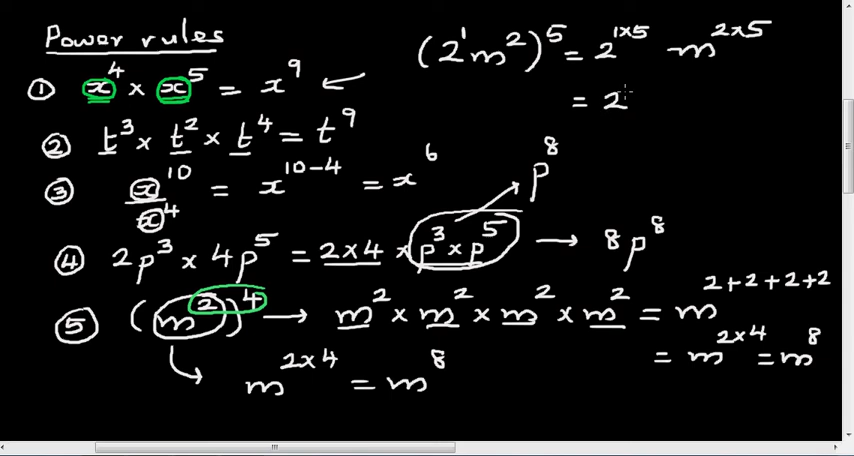 Power rules
① x⁴ × x⁵ = x⁹ ←
② t³ × t² × t⁴ = t⁹
③ x¹⁰/x⁴ = x¹⁰⁻⁴ = x⁶
④ 2p³ × 4p⁵ = 2×4 × p³ × p⁵ → 8p⁸
p⁸
⑤ (m²)⁴ → m² × m² × m² × m² = m²⁺²⁺²⁺²
= m²ˣ⁴ = m⁸
m²ˣ⁴ = m⁸
(2¹m²)⁵ = 2¹ˣ⁵ m²ˣ⁵
= 2